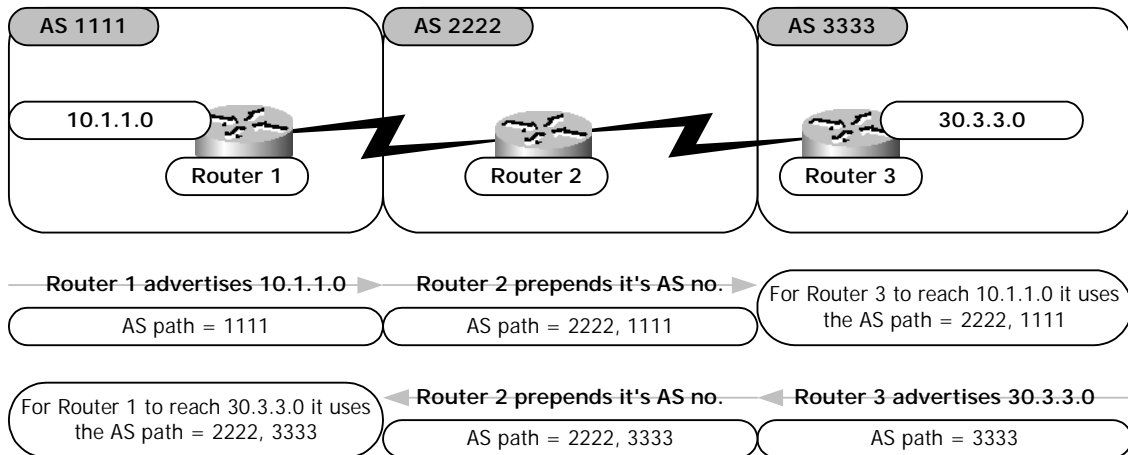 AS 1111
AS 2222
AS 3333
10.1.1.0
30.3.3.0
Router 1
Router 2
Router 3
Router 1 advertises 10.1.1.0
Router 2 prepends it's AS no.
For Router 3 to reach 10.1.1.0 it uses
the AS path = 2222, 1111
AS path = 1111
AS path = 2222, 1111
For Router 1 to reach 30.3.3.0 it uses
the AS path = 2222, 3333
Router 2 prepends it's AS no.
Router 3 advertises 30.3.3.0
AS path = 2222, 3333
AS path = 3333